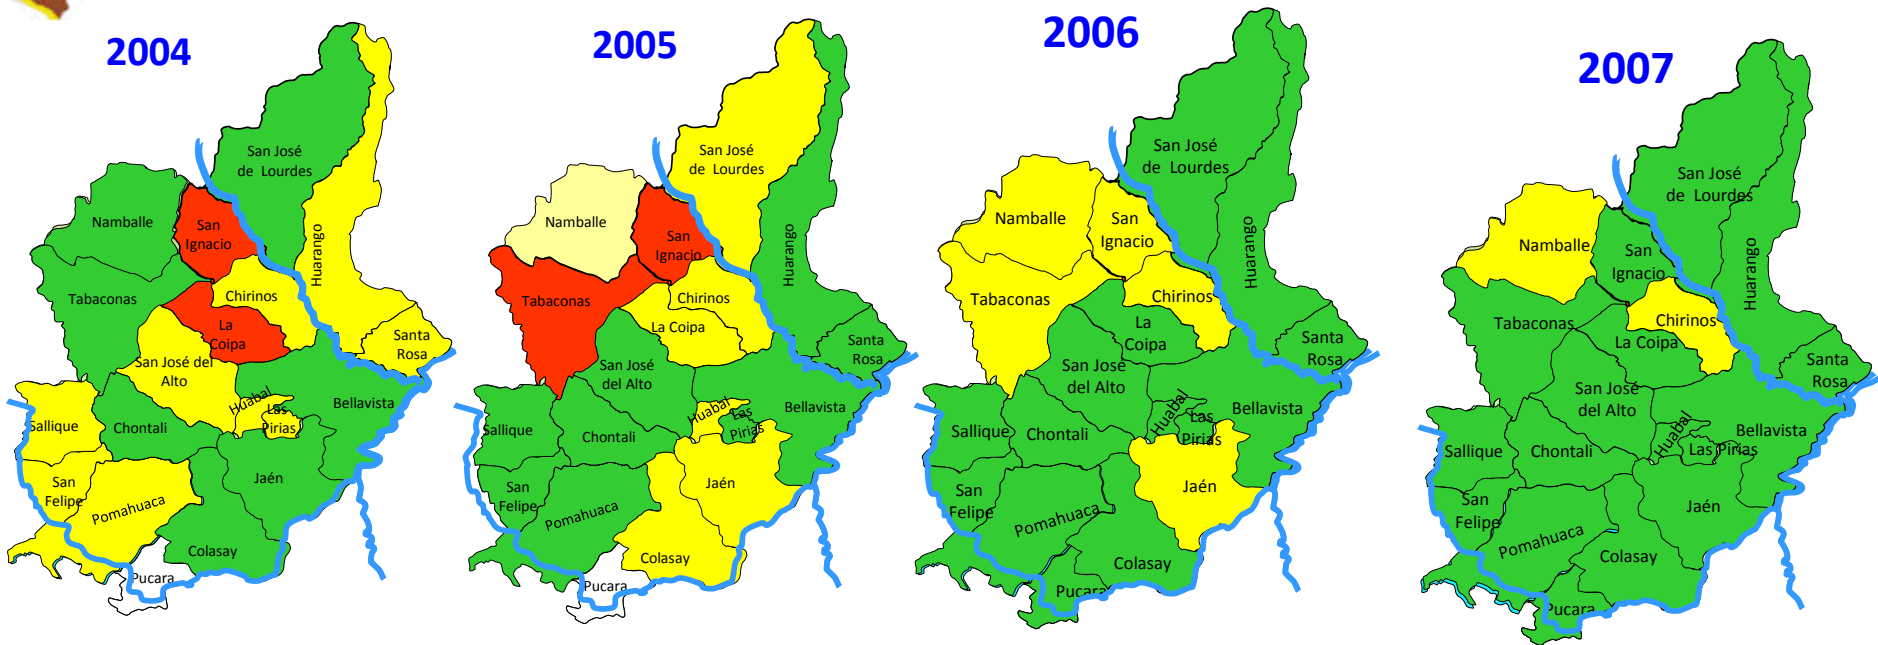 2004
San José
de Lourdes
Namballe
San
Ignacio
Huarango
Tabaconas
Chirinos
La
Coipa
Santa
Rosa
San José del
Alto
Huabal
Las
Pirias
Bellavista
Sallique
Chontali
San
Felipe
Jaén
Pomahuaca
Colasay
Pucara
2005
San José
de Lourdes
Namballe
San
Ignacio
Huarango
Tabaconas
Chirinos
La Coipa
Santa
Rosa
San José
del Alto
Huabal
Las
Pirias
Bellavista
Sallique
Chontali
San
Felipe
Jaén
Pomahuaca
Colasay
Pucara
2006
San José
de Lourdes
Namballe
San
Ignacio
Huarango
Tabaconas
Chirinos
La
Coipa
Santa
Rosa
San José
del Alto
Huabal
Las
Pirias
Bellavista
Sallique
Chontali
San
Felipe
Jaén
Pomahuaca
Colasay
Pucara
2007
San José
de Lourdes
Namballe
San
Ignacio
Huarango
Tabaconas
Chirinos
La Coipa
Santa
Rosa
San José
del Alto
Huabal
Las Pirias
Bellavista
Sallique
Chontali
San
Felipe
Jaén
Pomahuaca
Colasay
Pucara